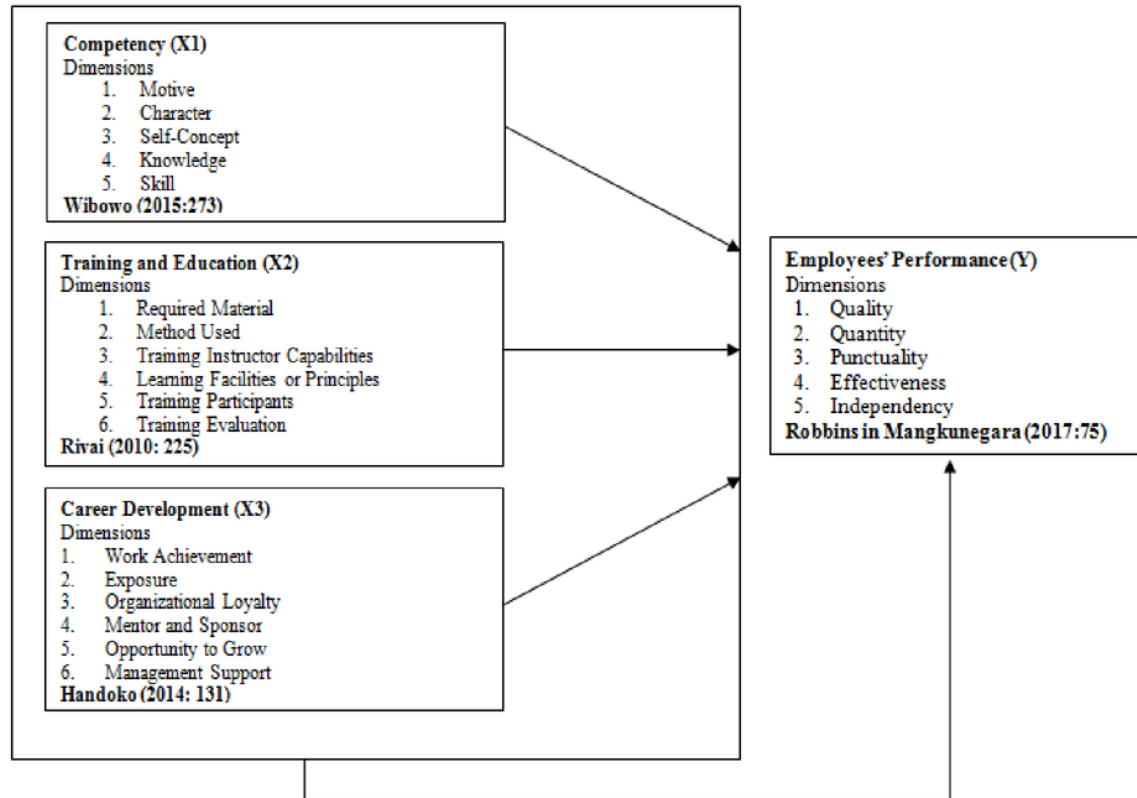 Competency (X1)
Dimensions
1. Motive
2. Character
3. Self-Concept
4. Knowledge
5. Skill
Wibowo (2015:273)
Training and Education (X2)
Dimensions
1. Required Material
2. Method Used
3. Training Instructor Capabilities
4. Learning Facilities or Principles
5. Training Participants
6. Training Evaluation
Rivai (2010: 225)
Career Development (X3)
Dimensions
1. Work Achievement
2. Exposure
3. Organizational Loyalty
4. Mentor and Sponsor
5. Opportunity to Grow
6. Management Support
Handoko (2014: 131)
Employees' Performance (Y)
Dimensions
1. Quality
2. Quantity
3. Punctuality
4. Effectiveness
5. Independency
Robbins in Mangkunegara (2017:75)